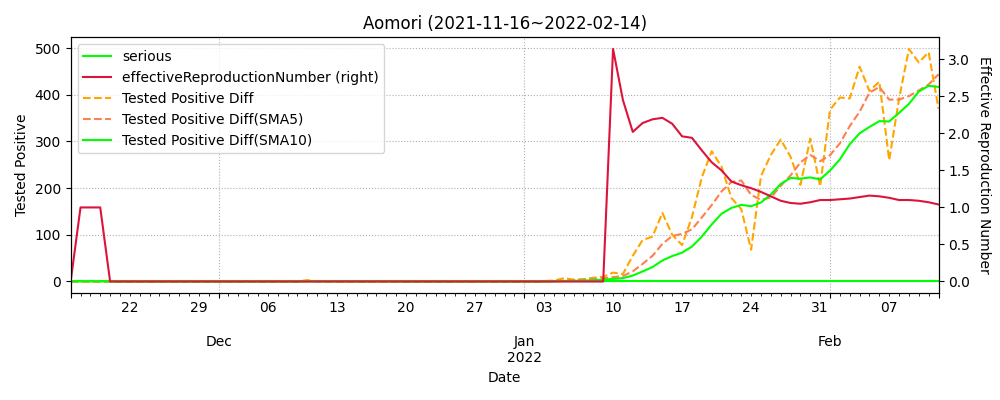 Aomori (2021-11-16~2022-02-14)
serious
effectiveReproductionNumber (right)
Tested Positive Diff
Tested Positive Diff(SMA5)
Tested Positive Diff(SMA10)
Tested Positive
500
400
300
200
100
0
3.0
2.5
2.0
1.5
1.0
0.5
0.0
Effective Reproduction Number
22 29 06 13 20 27 03 10 17 24 31 07
Dec Jan Feb
2022
Date